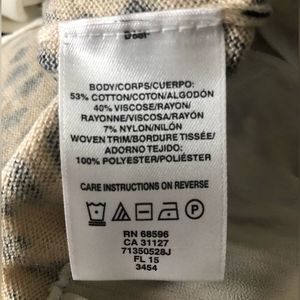 BODY/CORPS/CUERPO:
53% COTTON/COTON/ALGODÓN
40% VISCOSE/RAYON/
RAYONNE/VISCOSA/RAYÓN
7% NYLON/NILÓN
WOVEN TRIM/BORDURE TISSÉE/
ADORNO TEJIDO:
100% POLYESTER/POLIÉSTER
CARE INSTRUCTIONS ON REVERSE
P
RN 68596
CA 31127
71350528J
FL 15
3454